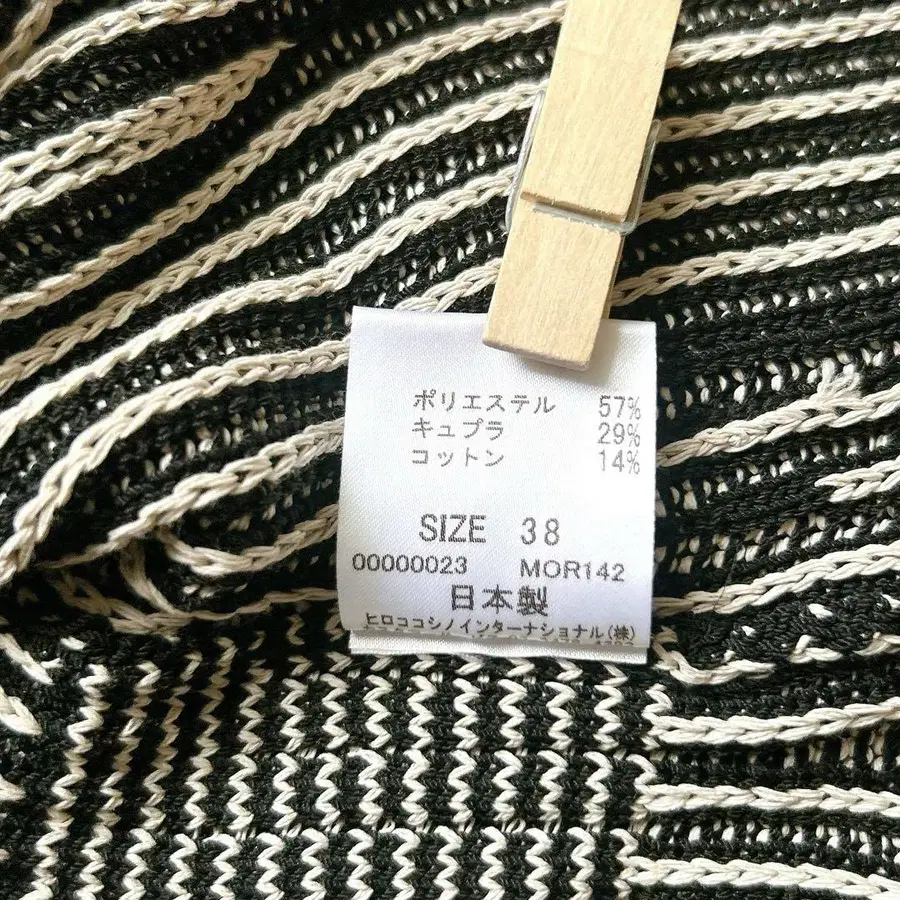 ポリエステル 57%
キュプラ 29%
コットン 14%
SIZE 38
00000023 MOR142
日本製
ヒロココシノインターナショナル(株)